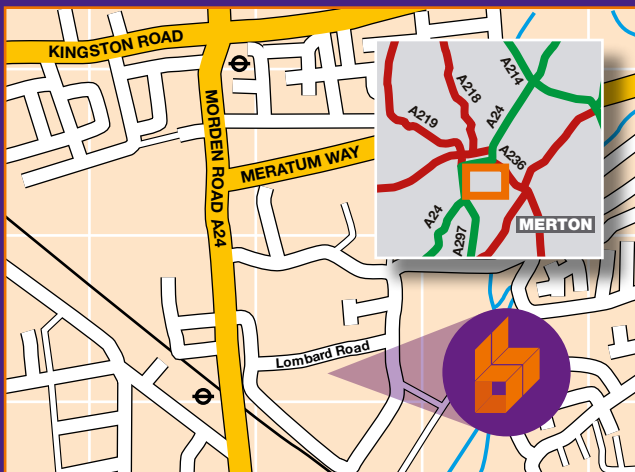 KINGSTON ROAD
MORDEN ROAD A24
MERATUM WAY
Lombard Road
A214
A218
A24
A219
A236
A24
A297
MERTON